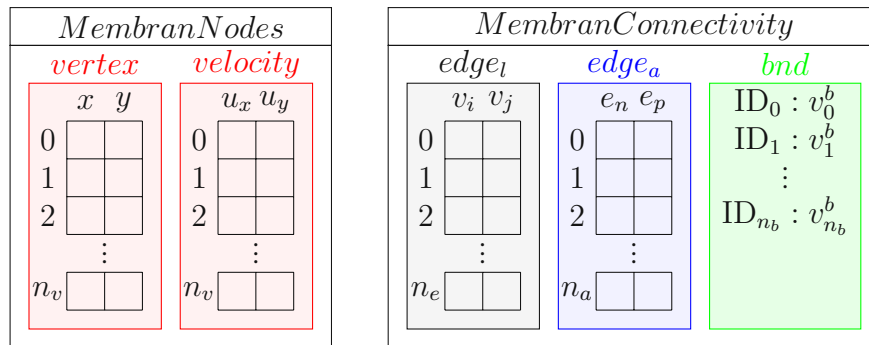 MembranNodes
vertex velocity
x y u_x u_y
0 0
1 1
2 2
⋮ ⋮
n_v n_v
MembranConnectivity
edge_l edge_a bnd
v_i v_j e_n e_p ID_0 : v_0^b
0 0 ID_1 : v_1^b
1 1 ⋮
2 2 ID_{n_b} : v_{n_b}^b
⋮ ⋮
n_e n_a